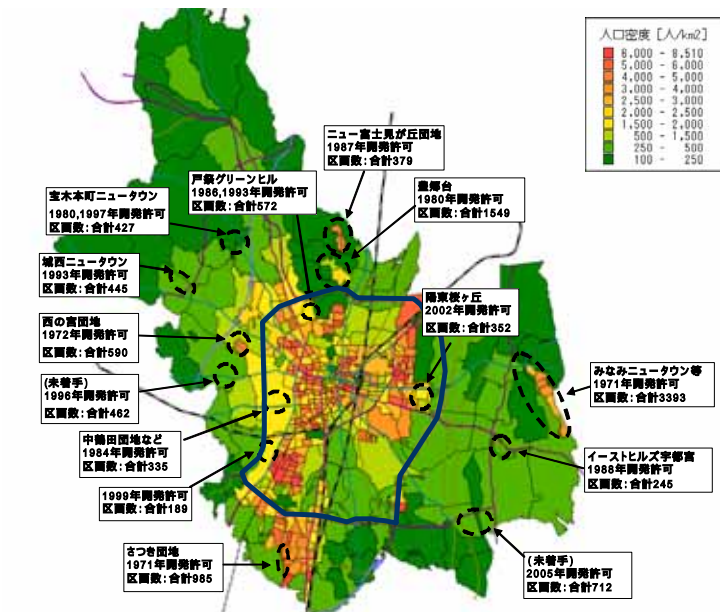 人口密度 [人/km2]
6,000 - 8,510
5,000 - 6,000
4,000 - 5,000
3,000 - 4,000
2,500 - 3,000
2,000 - 2,500
1,500 - 2,000
500 - 1,500
250 - 500
100 - 250
ニュー富士見が丘団地
1987年開発許可
区画数:合計379
戸祭グリーンヒル
1986,1993年開発許可
区画数:合計572
豊郷台
1980年開発許可
区画数:合計1549
宝木本町ニュータウン
1980,1997年開発許可
区画数:合計427
城西ニュータウン
1993年開発許可
区画数:合計445
陽東桜ヶ丘
2002年開発許可
区画数:合計352
西の宮団地
1972年開発許可
区画数:合計590
みなみニュータウン等
1971年開発許可
区画数:合計3393
(未着手)
1996年開発許可
区画数:合計462
中鶴田団地など
1984年開発許可
区画数:合計335
イーストヒルズ宇都宮
1988年開発許可
区画数:合計245
1999年開発許可
区画数:合計189
さつき団地
1971年開発許可
区画数:合計985
(未着手)
2005年開発許可
区画数:合計712